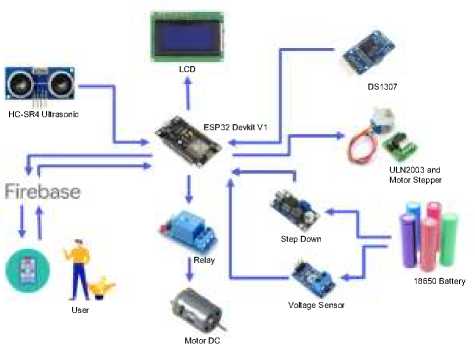 LCD
DS1307
HC-SR4 Ultrasonic
ESP32 Devkit V1
ULN2003 and
Motor Stepper
Firebase
Step Down
Relay
18650 Battery
User
Voltage Sensor
Motor DC